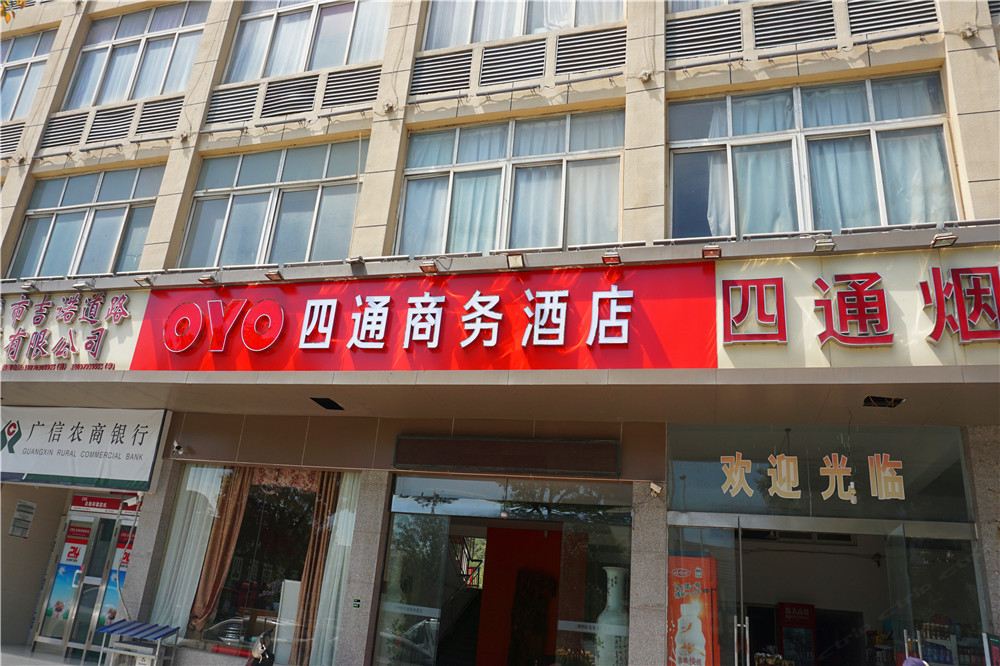 市吉诺道路
有限公司
OYO 四通商务酒店
四通烟
广信农商银行
GUANGXIN RURAL COMMERCIAL BANK
欢迎光临
24